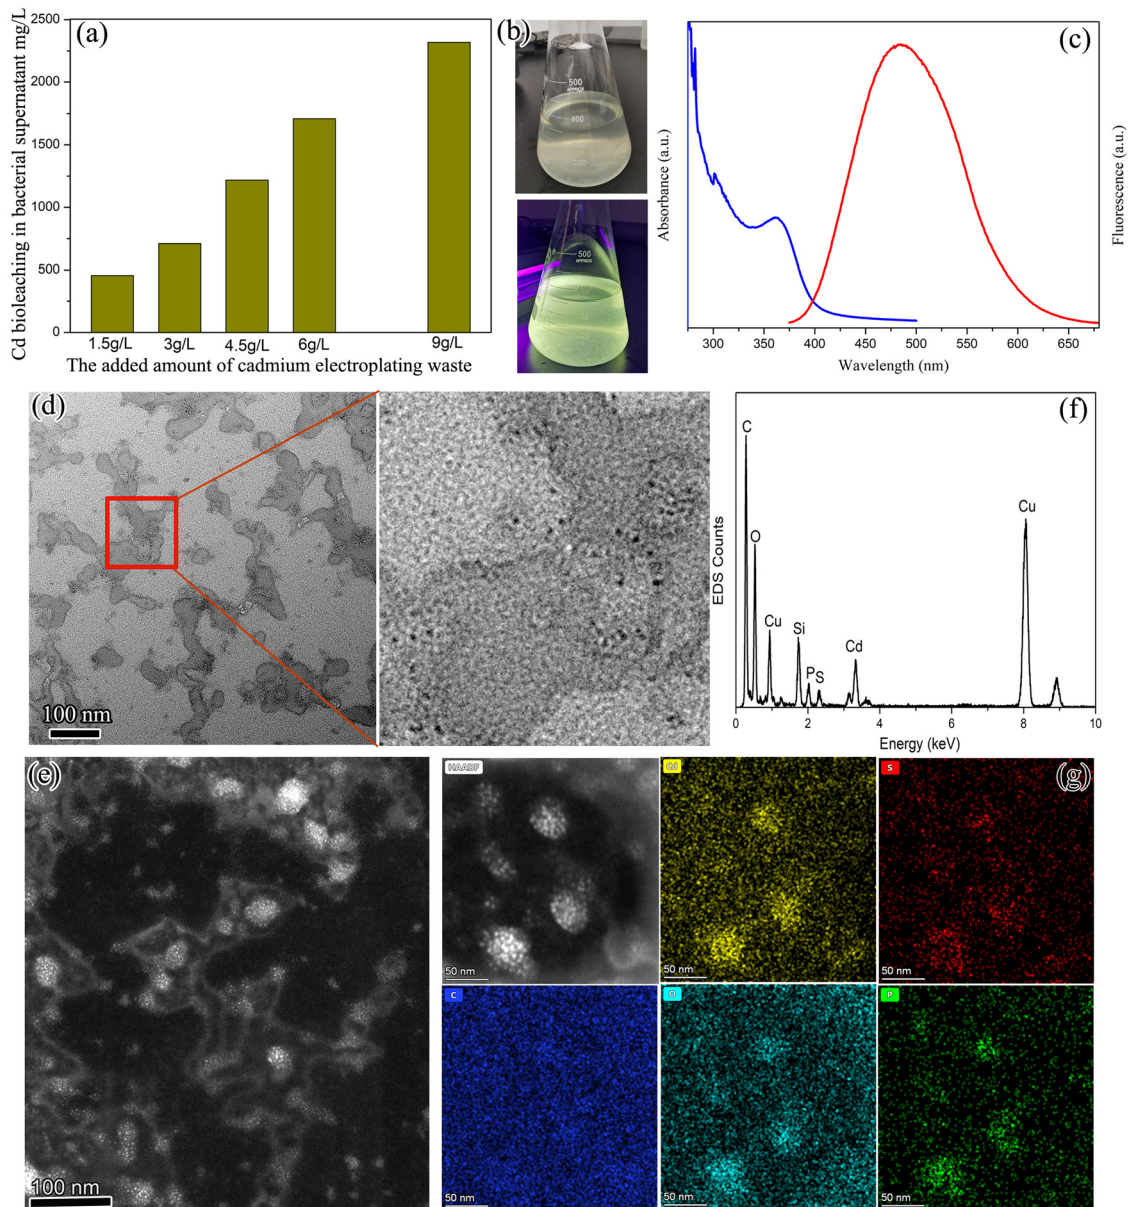 (a)
Cd bioleaching in bacterial supernatant mg/L
2500
2000
1500
1000
500
0
1.5g/L 3g/L 4.5g/L 6g/L 9g/L
The added amount of cadmium electroplating waste
(b)
500
APPROX
400
200
500
APPROX
(c)
Absorbance (a.u.)
Fluorescence (a.u.)
300 350 400 450 500 550 600 650
Wavelength (nm)
(d)
100 nm
(f)
EDS Counts
C
O
Cu
Si
P
S
Cd
Cu
0 2 4 6 8 10
Energy (keV)
(e)
100 nm
(g)
HAADF
50 nm
Cd
50 nm
S
50 nm
C
50 nm
O
50 nm
P
50 nm